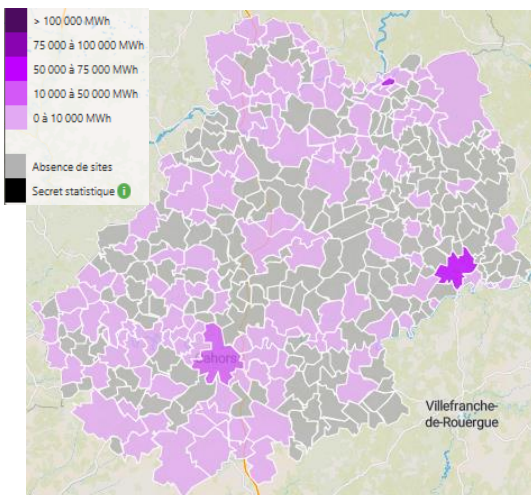 > 100 000 MWh
75 000 à 100 000 MWh
50 000 à 75 000 MWh
10 000 à 50 000 MWh
0 à 10 000 MWh
Absence de sites
Secret statistique i
ahors
Villefranche-
de-Rouergue